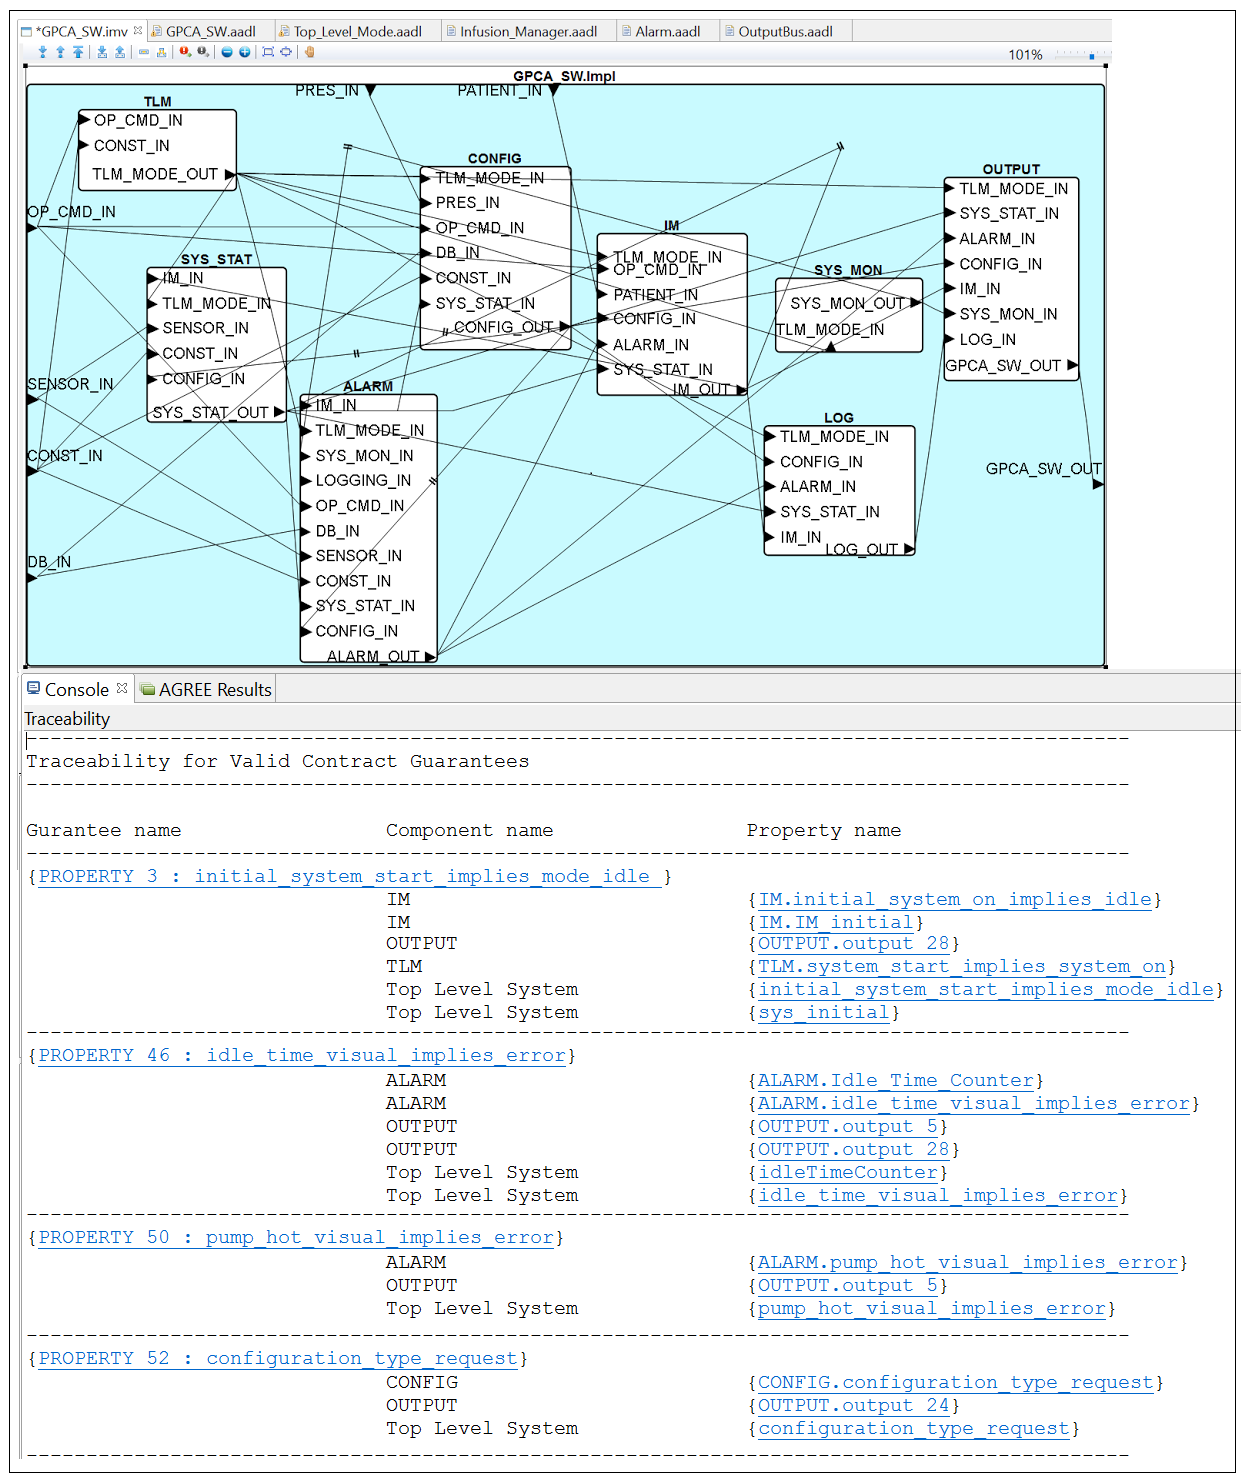 *GPCA_SW.imv GPCA_SW.aadl Top_Level_Mode.aadl Infusion_Manager.aadl Alarm.aadl OutputBus.aadl
101%
GPCA_SW.Impl
PRES_IN PATIENT_IN
TLM
OP_CMD_IN
CONST_IN
TLM_MODE_OUT
OP_CMD_IN
SENSOR_IN
CONST_IN
DB_IN
SYS_STAT
IM_IN
TLM_MODE_IN
SENSOR_IN
CONST_IN
CONFIG_IN
SYS_STAT_OUT
ALARM
IM_IN
TLM_MODE_IN
SYS_MON_IN
LOGGING_IN
OP_CMD_IN
DB_IN
SENSOR_IN
CONST_IN
SYS_STAT_IN
CONFIG_IN
ALARM_OUT
CONFIG
TLM_MODE_IN
PRES_IN
OP_CMD_IN
DB_IN
CONST_IN
SYS_STAT_IN
CONFIG_OUT
IM
TLM_MODE_IN
OP_CMD_IN
PATIENT_IN
CONFIG_IN
ALARM_IN
SYS_STAT_IN
IM_OUT
SYS_MON
SYS_MON_OUT
TLM_MODE_IN
LOG
TLM_MODE_IN
CONFIG_IN
ALARM_IN
SYS_STAT_IN
IM_IN
LOG_OUT
OUTPUT
TLM_MODE_IN
SYS_STAT_IN
ALARM_IN
CONFIG_IN
IM_IN
SYS_MON_IN
LOG_IN
GPCA_SW_OUT
GPCA_SW_OUT
Console AGREE Results
Traceability
Traceability for Valid Contract Guarantees
Gurantee name Component name Property name
{PROPERTY 3 : initial_system_start_implies_mode_idle }
IM {IM.initial_system_on_implies_idle}
IM {IM.IM_initial}
OUTPUT {OUTPUT.output 28}
TLM {TLM.system_start_implies_system_on}
Top Level System {initial_system_start_implies_mode_idle}
Top Level System {sys_initial}
{PROPERTY 46 : idle_time_visual_implies_error}
ALARM {ALARM.Idle_Time_Counter}
ALARM {ALARM.idle_time_visual_implies_error}
OUTPUT {OUTPUT.output 5}
OUTPUT {OUTPUT.output 28}
Top Level System {idleTimeCounter}
Top Level System {idle_time_visual_implies_error}
{PROPERTY 50 : pump_hot_visual_implies_error}
ALARM {ALARM.pump_hot_visual_implies_error}
OUTPUT {OUTPUT.output 5}
Top Level System {pump_hot_visual_implies_error}
{PROPERTY 52 : configuration_type_request}
CONFIG {CONFIG.configuration_type_request}
OUTPUT {OUTPUT.output 24}
Top Level System {configuration_type_request}